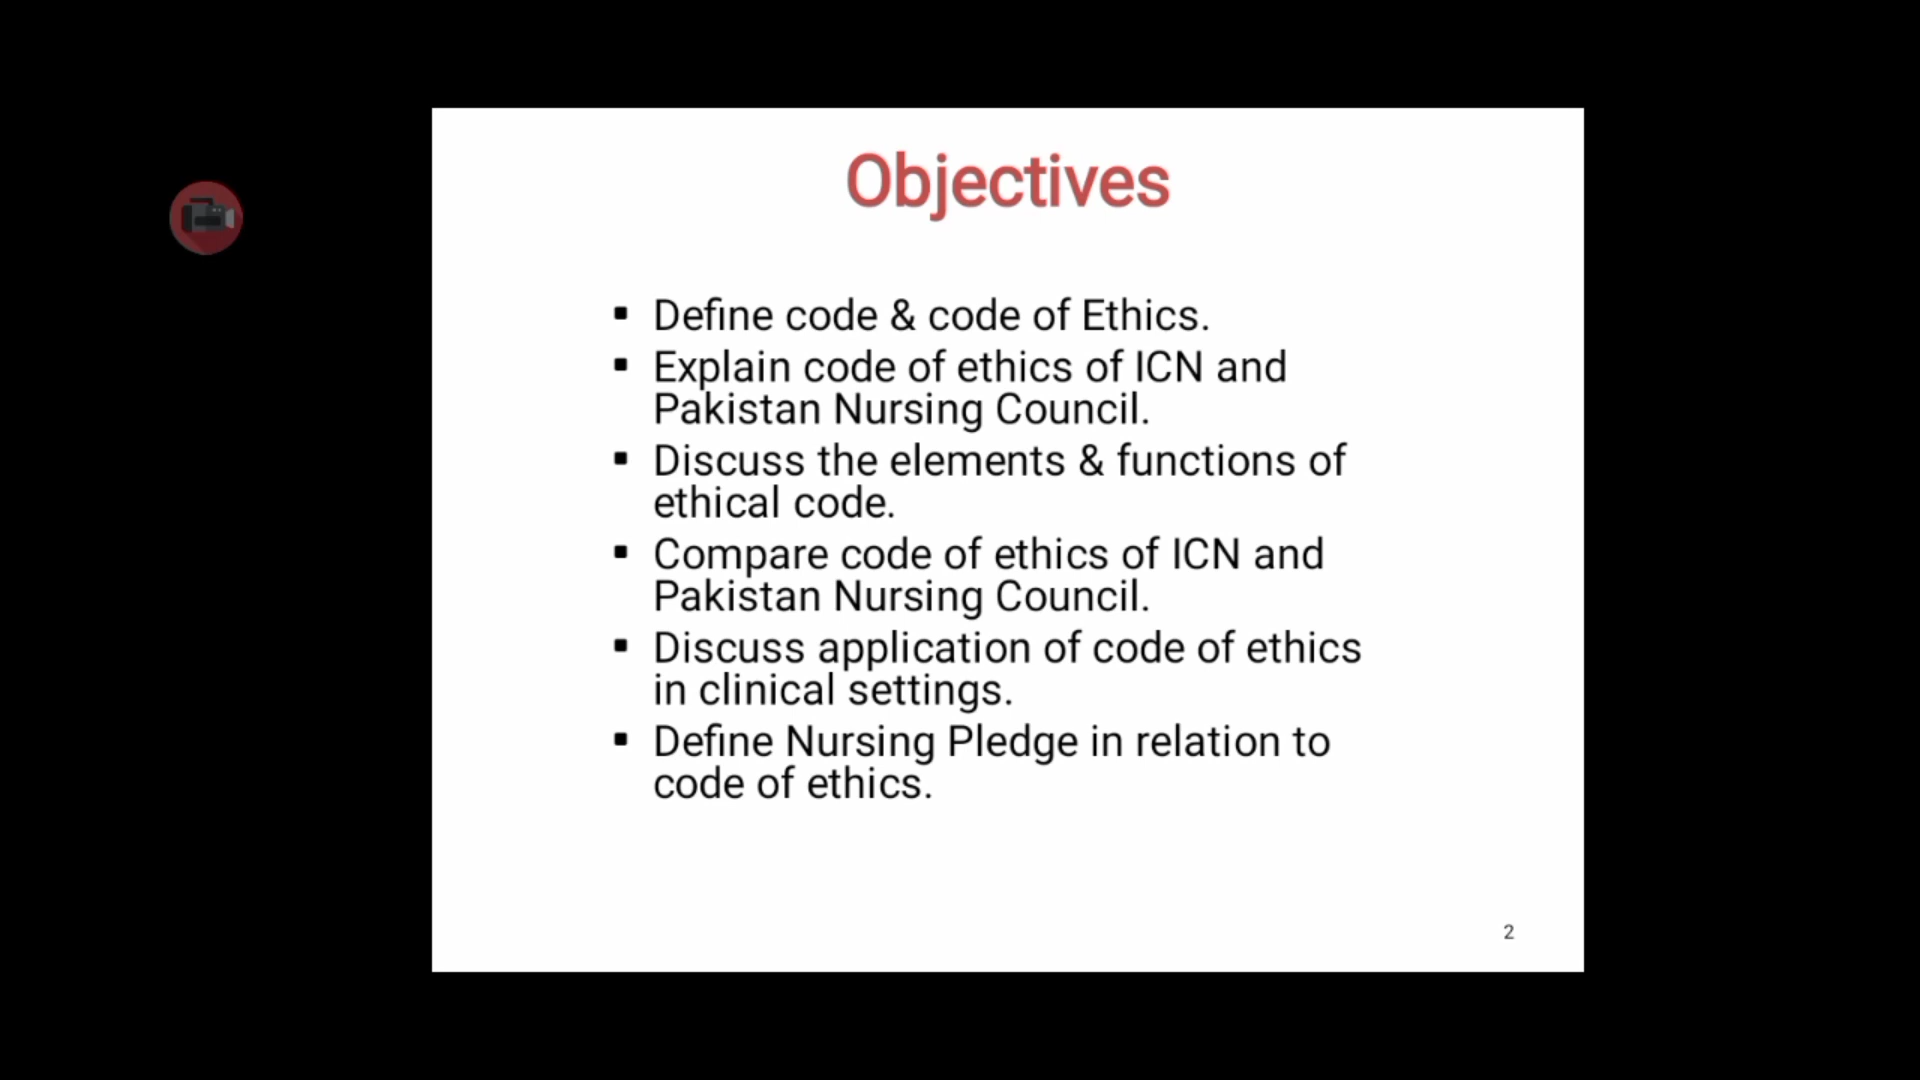 Objectives
▪ Define code & code of Ethics.
▪ Explain code of ethics of ICN and
Pakistan Nursing Council.
▪ Discuss the elements & functions of
ethical code.
▪ Compare code of ethics of ICN and
Pakistan Nursing Council.
▪ Discuss application of code of ethics
in clinical settings.
▪ Define Nursing Pledge in relation to
code of ethics.
2